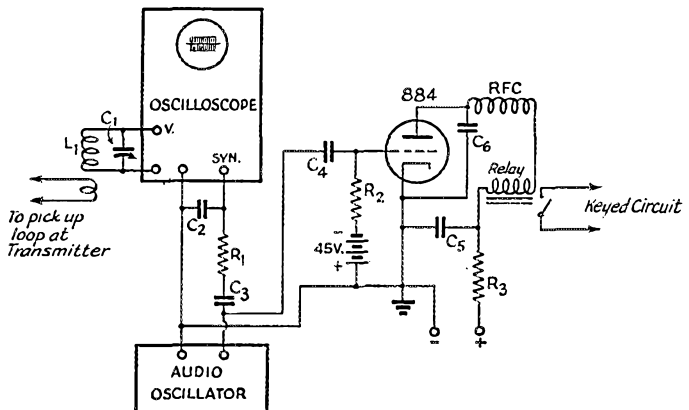 OSCILLOSCOPE
V.
SYN.
C1
L1
To pick up
loop at
Transmitter
C2
R1
C3
AUDIO
OSCILLATOR
C4
R2
-
45V.
+
884
RFC
C6
Relay
Keyed Circuit
C5
R3
-
+